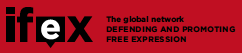 ifex
The global network
DEFENDING AND PROMOTING
FREE EXPRESSION